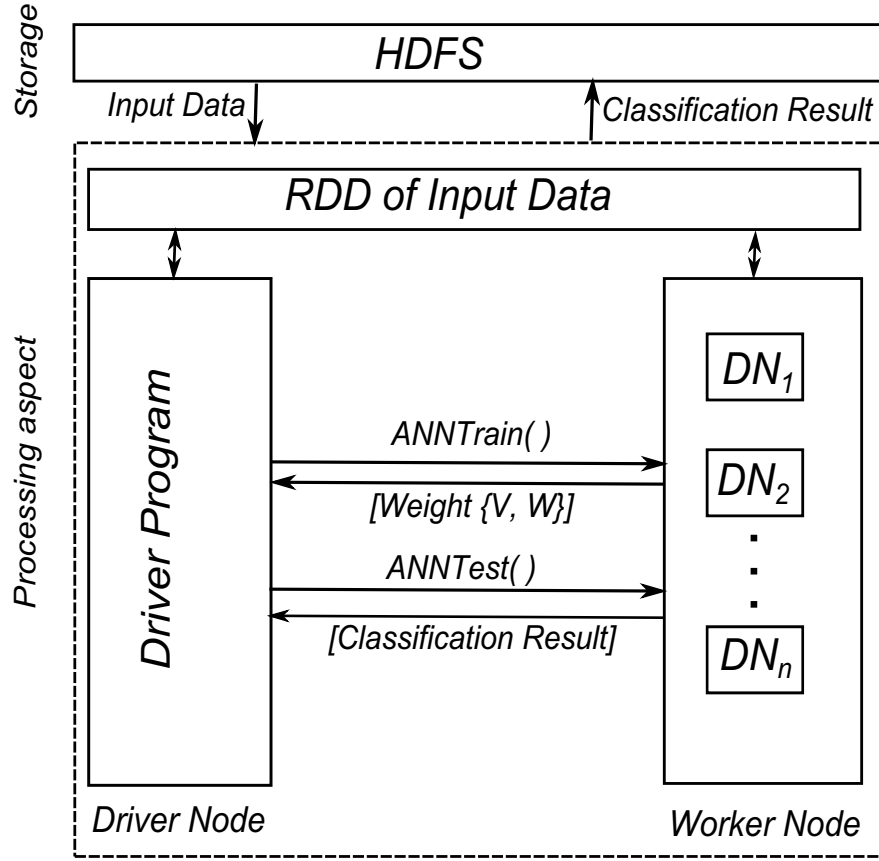 Storage
HDFS
Input Data
Classification Result
RDD of Input Data
Processing aspect
Driver Program
DN1
ANNTrain( )
DN2
[Weight {V, W}]
.
.
.
ANNTest( )
[Classification Result]
DNn
Driver Node
Worker Node